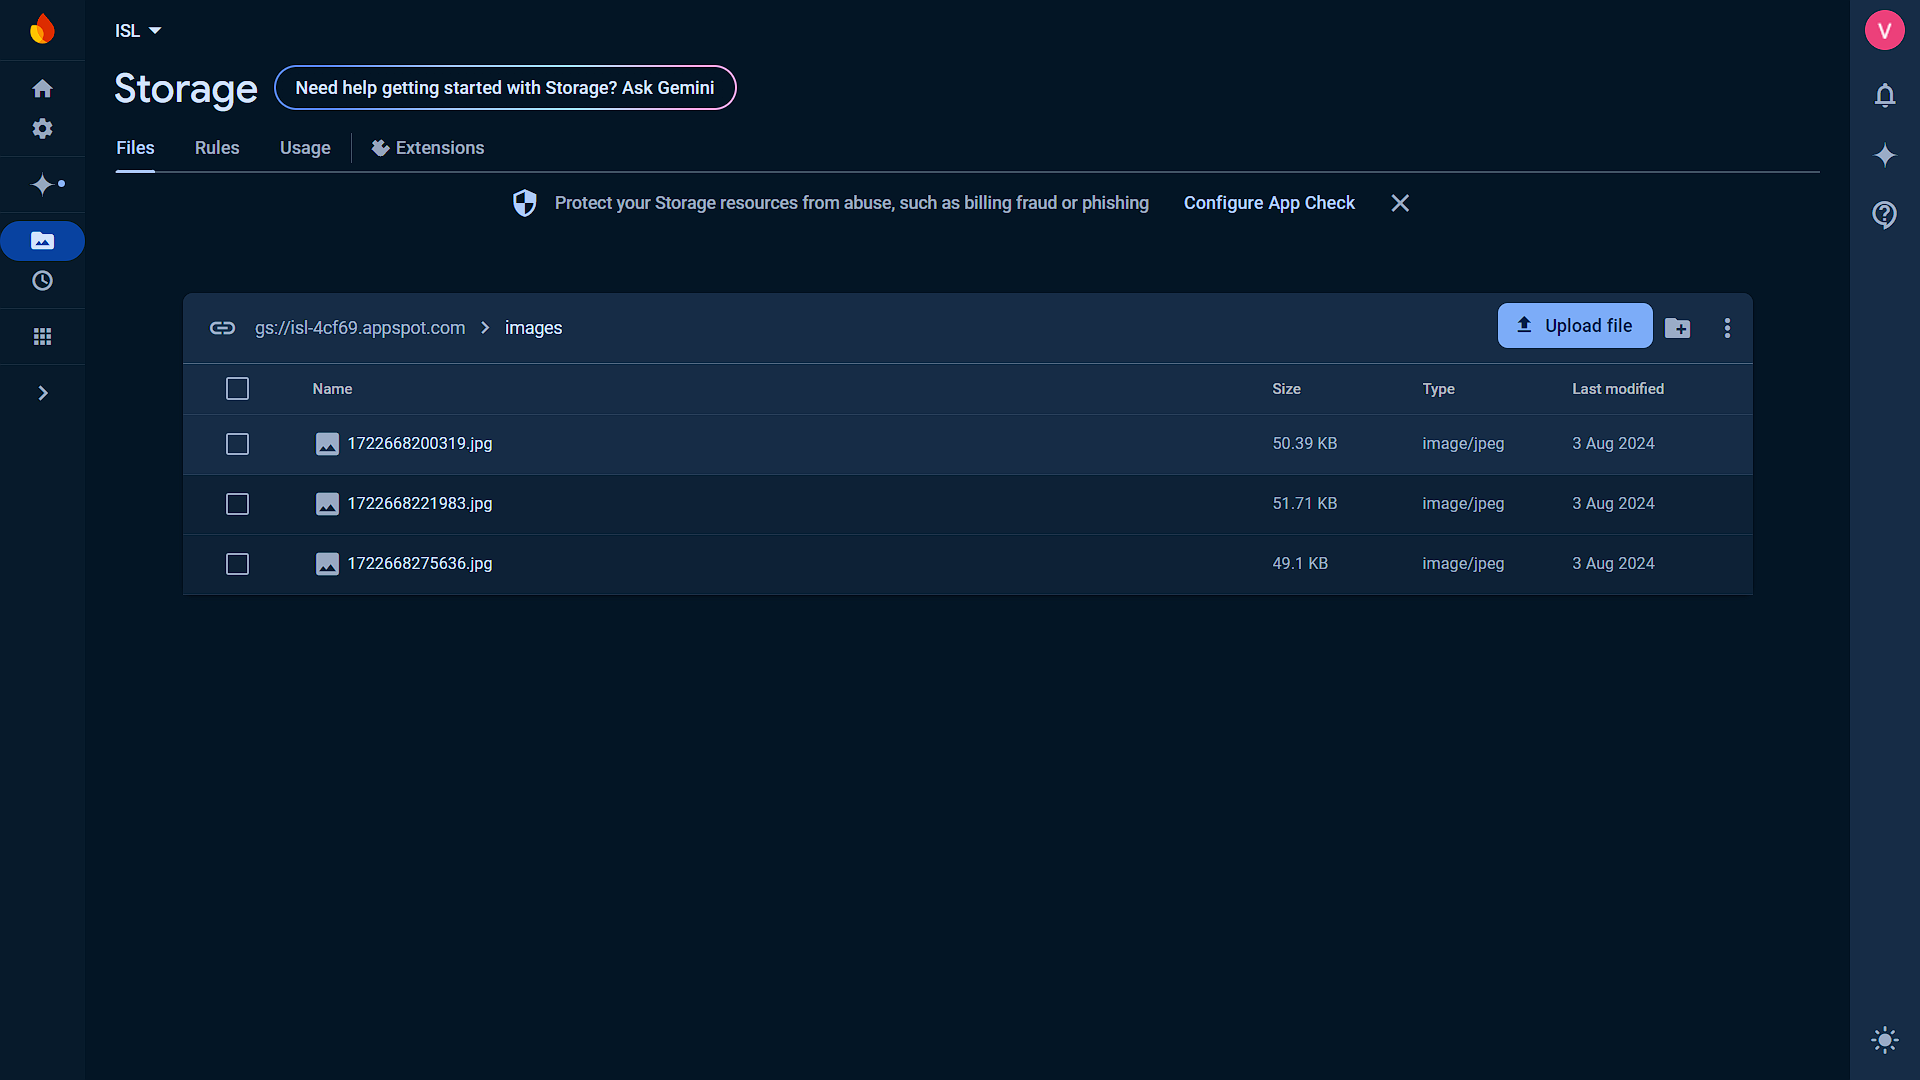 ISL
V
Storage
Need help getting started with Storage? Ask Gemini
Files
Rules
Usage
Extensions
Protect your Storage resources from abuse, such as billing fraud or phishing
Configure App Check
gs://isl-4cf69.appspot.com
images
Upload file
Name Size Type Last modified
1722668200319.jpg 50.39 KB image/jpeg 3 Aug 2024
1722668221983.jpg 51.71 KB image/jpeg 3 Aug 2024
1722668275636.jpg 49.1 KB image/jpeg 3 Aug 2024